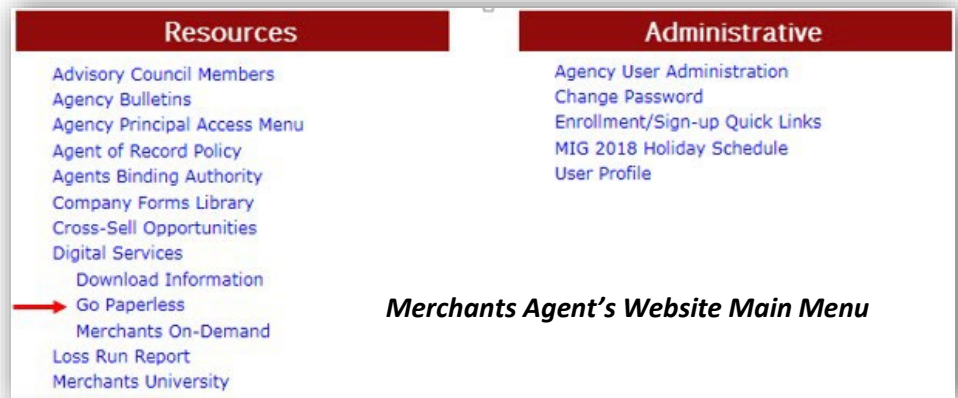 Resources
Advisory Council Members
Agency Bulletins
Agency Principal Access Menu
Agent of Record Policy
Agents Binding Authority
Company Forms Library
Cross-Sell Opportunities
Digital Services
Download Information
Go Paperless
Merchants On-Demand
Loss Run Report
Merchants University
Administrative
Agency User Administration
Change Password
Enrollment/Sign-up Quick Links
MIG 2018 Holiday Schedule
User Profile
Merchants Agent’s Website Main Menu